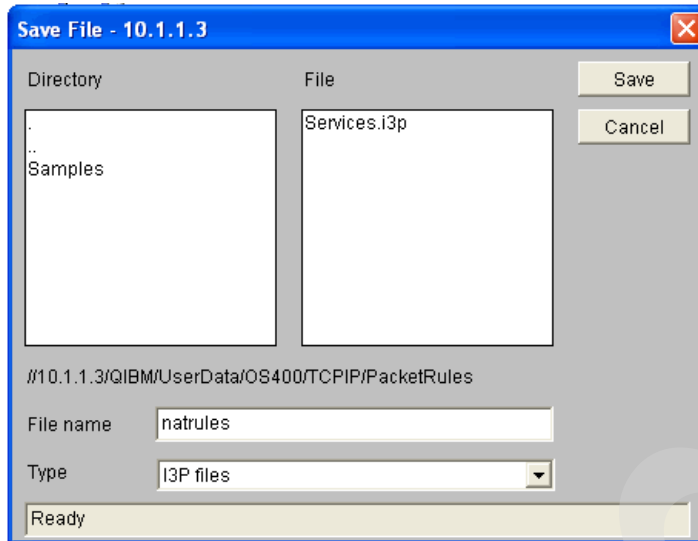 Save File - 10.1.1.3
Directory
File
Save
Cancel
.
..
Samples
Services.i3p
//10.1.1.3/QIBM/UserData/OS400/TCPIP/PacketRules
File name
natrules
Type
I3P files
Ready